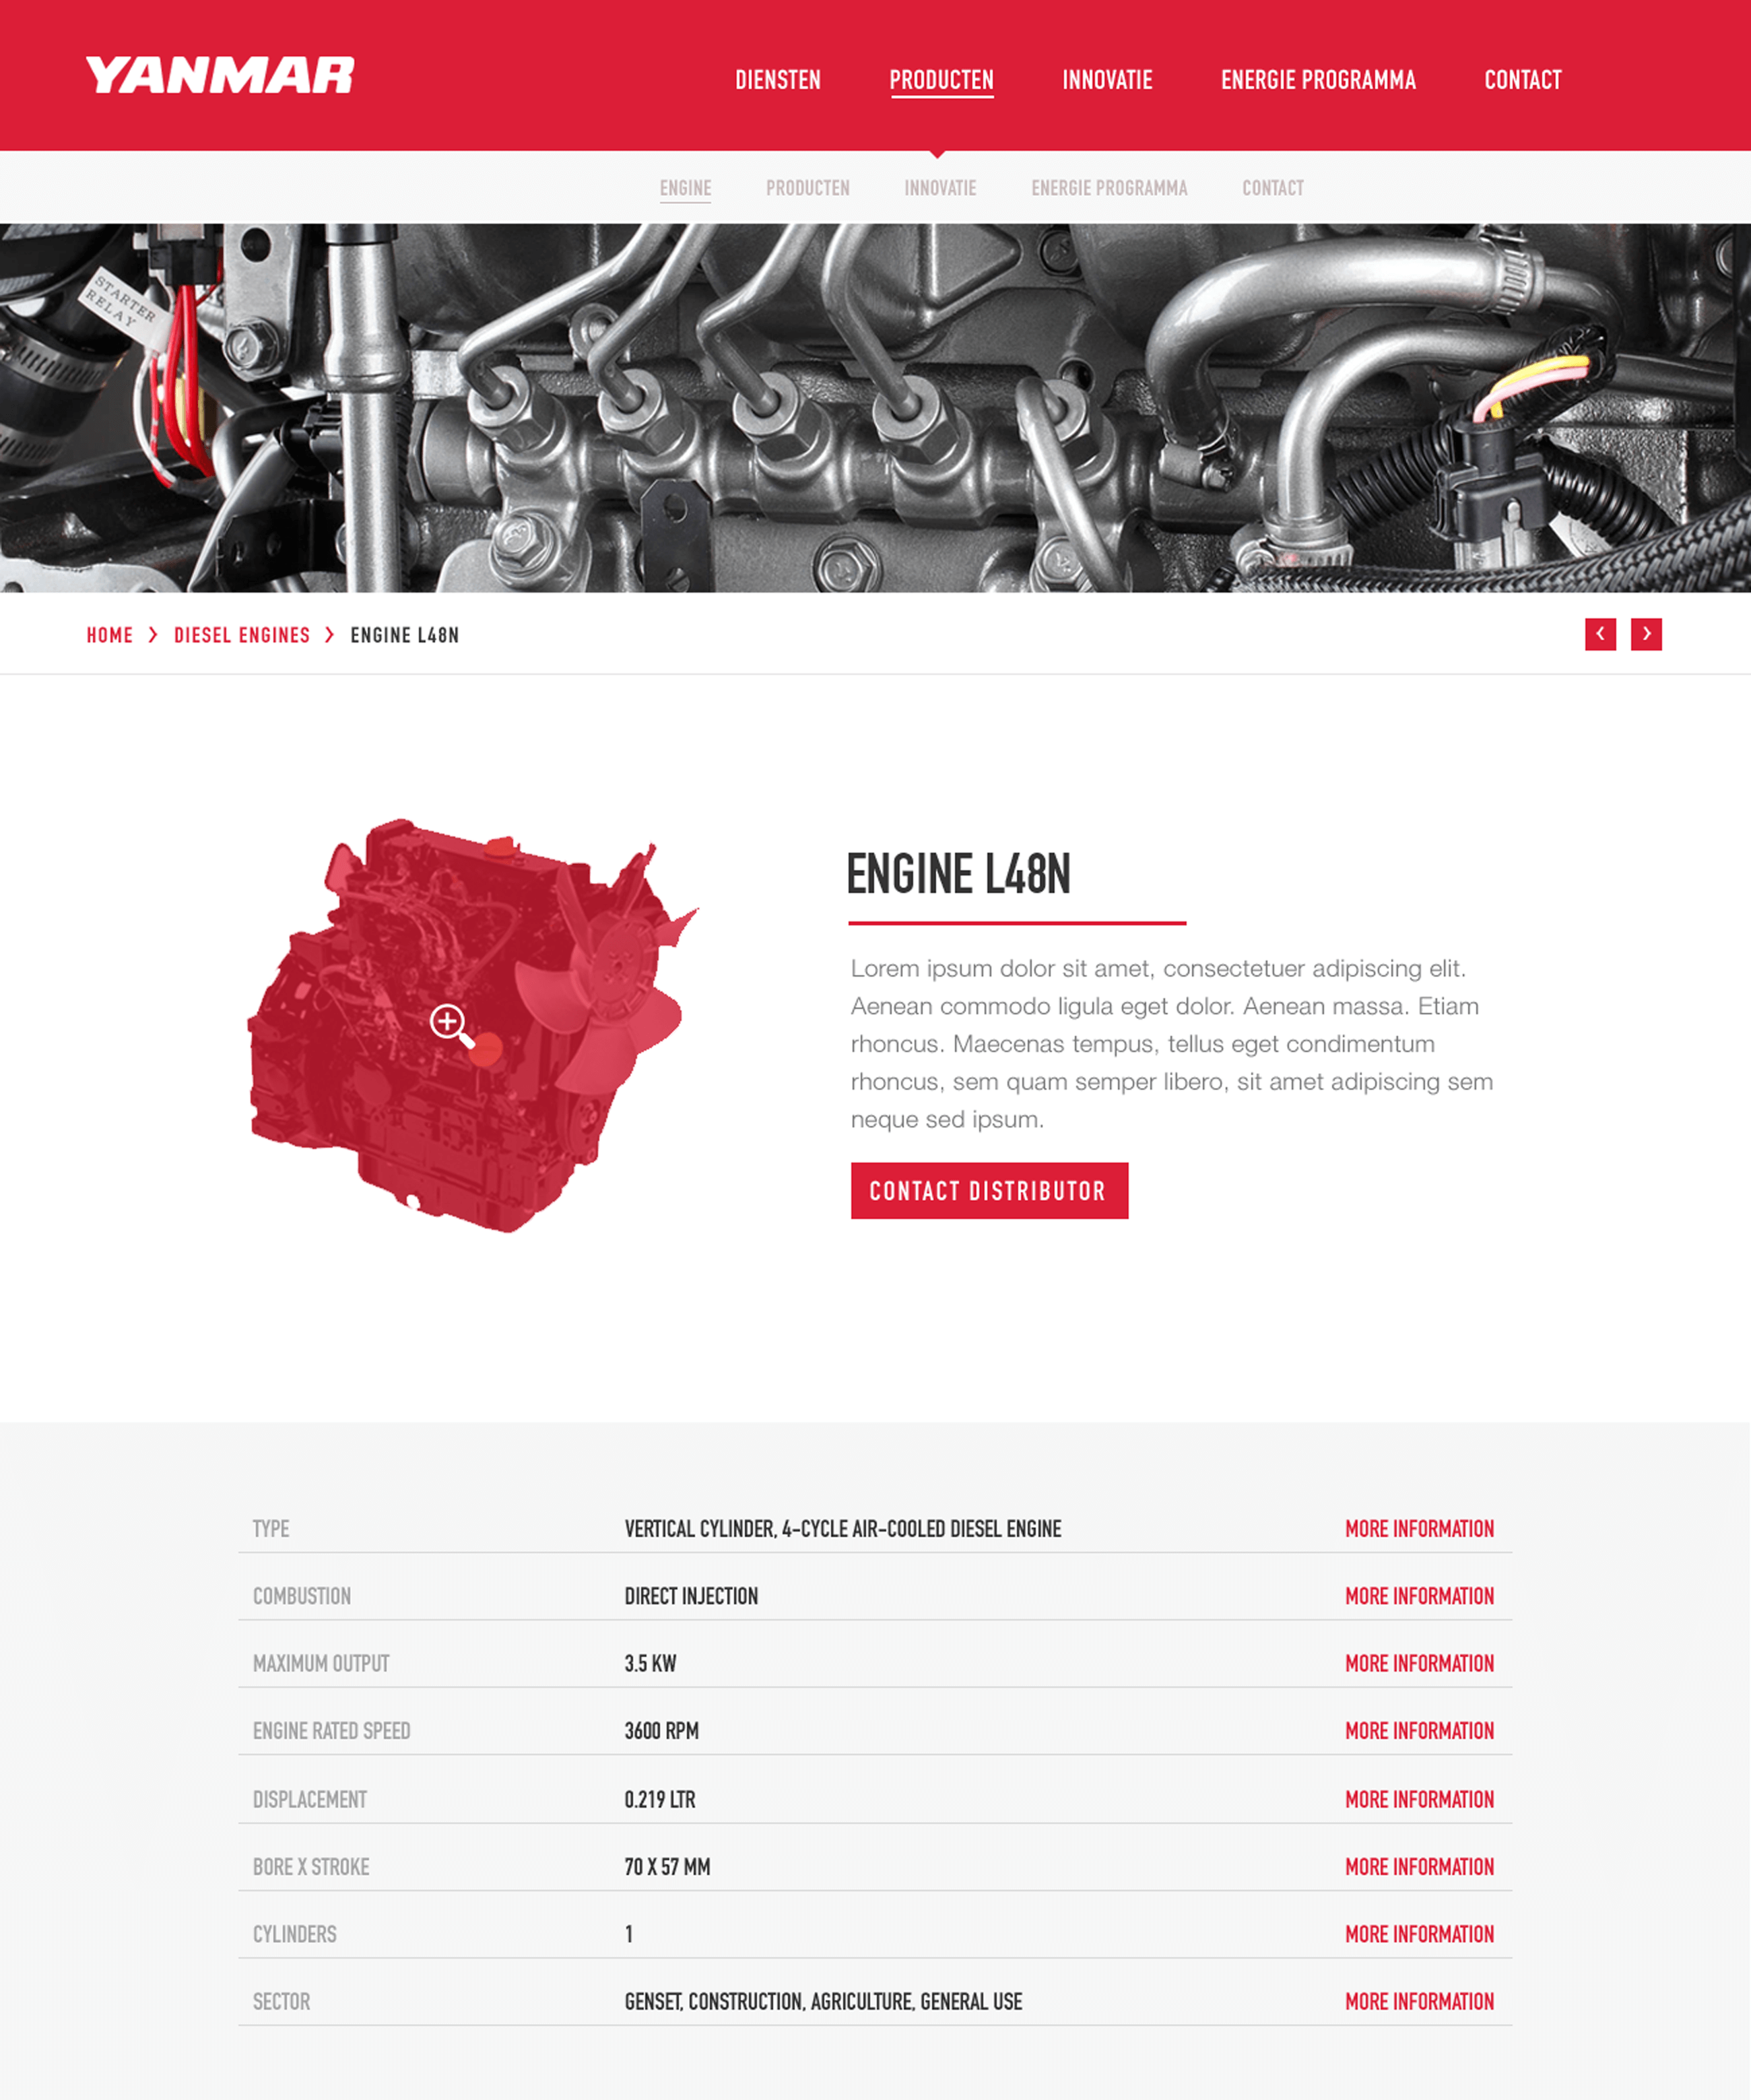 YANMAR
DIENSTEN PRODUCTEN INNOVATIE ENERGIE PROGRAMMA CONTACT
ENGINE PRODUCTEN INNOVATIE ENERGIE PROGRAMMA CONTACT
STARTER
RELAY
HOME > DIESEL ENGINES > ENGINE L48N
ENGINE L48N
Lorem ipsum dolor sit amet, consectetuer adipiscing elit.
Aenean commodo ligula eget dolor. Aenean massa. Etiam
rhoncus. Maecenas tempus, tellus eget condimentum
rhoncus, sem quam semper libero, sit amet adipiscing sem
neque sed ipsum.
CONTACT DISTRIBUTOR
TYPE VERTICAL CYLINDER, 4-CYCLE AIR-COOLED DIESEL ENGINE MORE INFORMATION
COMBUSTION DIRECT INJECTION MORE INFORMATION
MAXIMUM OUTPUT 3.5 KW MORE INFORMATION
ENGINE RATED SPEED 3600 RPM MORE INFORMATION
DISPLACEMENT 0.219 LTR MORE INFORMATION
BORE X STROKE 70 X 57 MM MORE INFORMATION
CYLINDERS 1 MORE INFORMATION
SECTOR GENSET, CONSTRUCTION, AGRICULTURE, GENERAL USE MORE INFORMATION